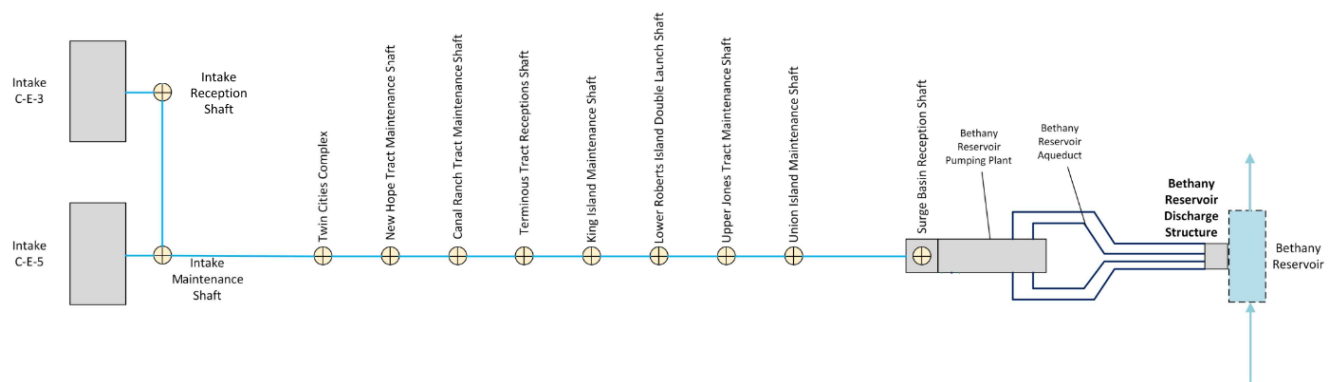 Intake
C-E-3
Intake
Reception
Shaft
Intake
C-E-5
Intake
Maintenance
Shaft
Twin Cities Complex
New Hope Tract Maintenance Shaft
Canal Ranch Tract Maintenance Shaft
Terminous Tract Receptions Shaft
King Island Maintenance Shaft
Lower Roberts Island Double Launch Shaft
Upper Jones Tract Maintenance Shaft
Union Island Maintenance Shaft
Surge Basin Reception Shaft
Bethany
Reservoir
Pumping Plant
Bethany
Reservoir
Aqueduct
Bethany
Reservoir
Discharge
Structure
Bethany
Reservoir